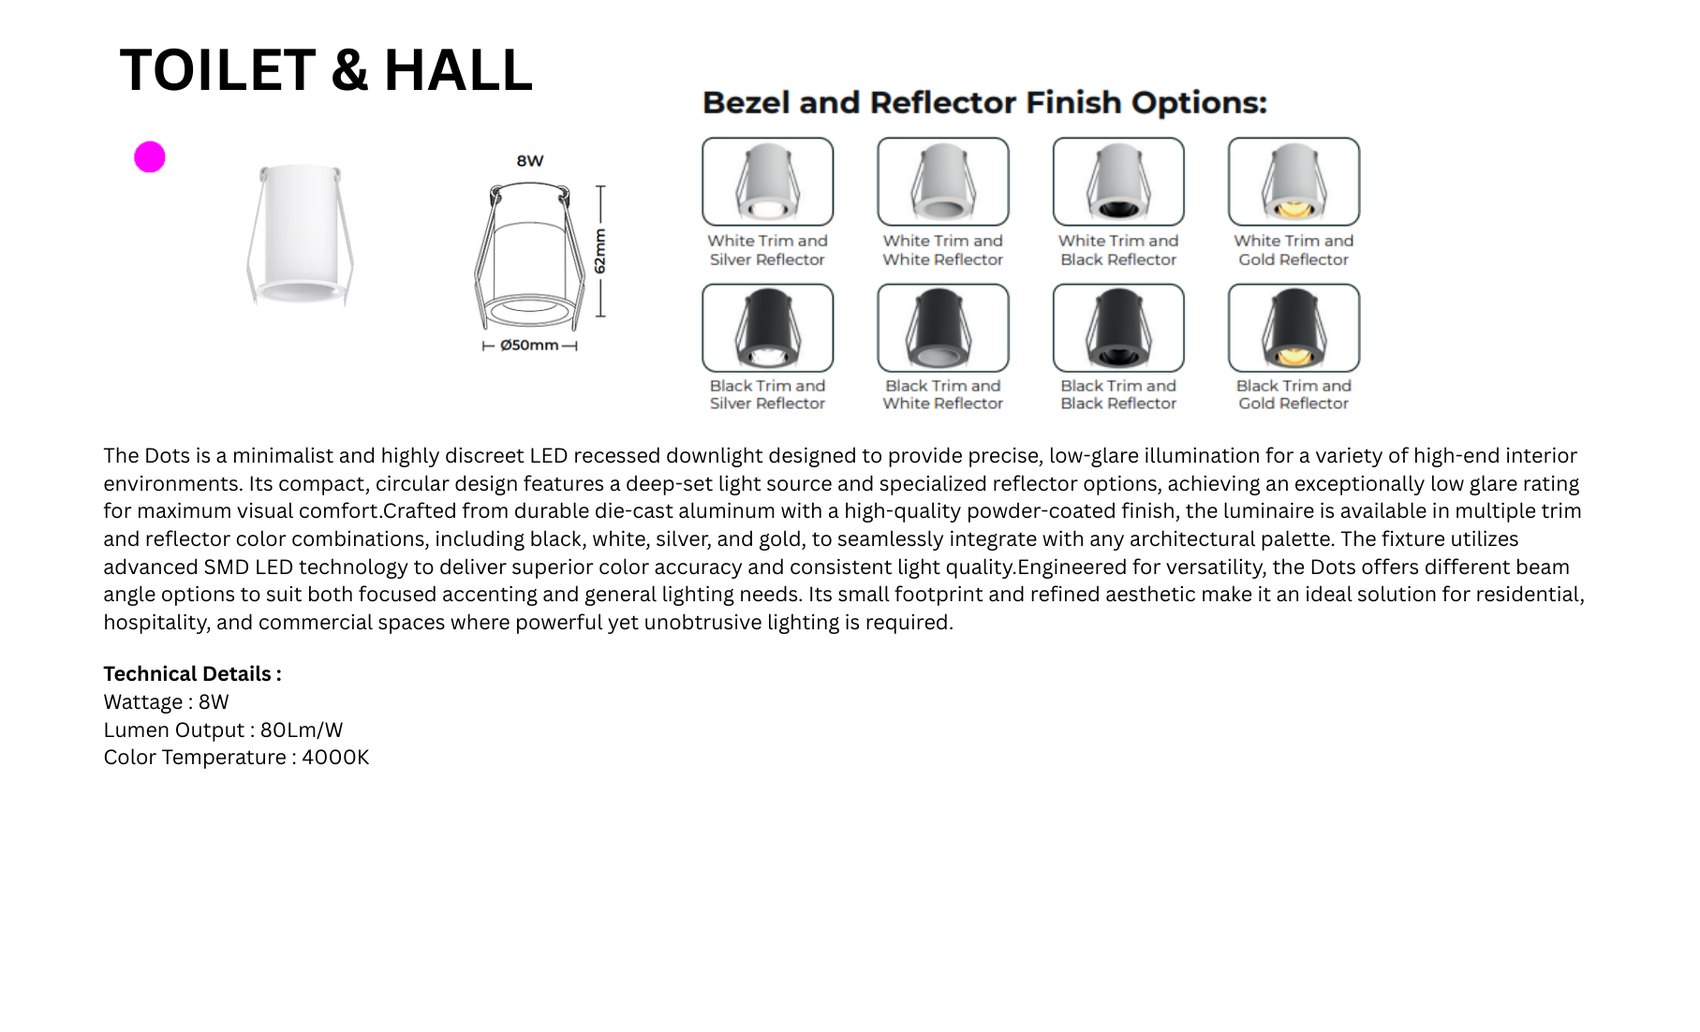 TOILET & HALL
Bezel and Reflector Finish Options:
8W
62mm
Ø50mm
White Trim and
Silver Reflector
White Trim and
White Reflector
White Trim and
Black Reflector
White Trim and
Gold Reflector
Black Trim and
Silver Reflector
Black Trim and
White Reflector
Black Trim and
Black Reflector
Black Trim and
Gold Reflector
The Dots is a minimalist and highly discreet LED recessed downlight designed to provide precise, low-glare illumination for a variety of high-end interior
environments. Its compact, circular design features a deep-set light source and specialized reflector options, achieving an exceptionally low glare rating
for maximum visual comfort.Crafted from durable die-cast aluminum with a high-quality powder-coated finish, the luminaire is available in multiple trim
and reflector color combinations, including black, white, silver, and gold, to seamlessly integrate with any architectural palette. The fixture utilizes
advanced SMD LED technology to deliver superior color accuracy and consistent light quality.Engineered for versatility, the Dots offers different beam
angle options to suit both focused accenting and general lighting needs. Its small footprint and refined aesthetic make it an ideal solution for residential,
hospitality, and commercial spaces where powerful yet unobtrusive lighting is required.
Technical Details :
Wattage : 8W
Lumen Output : 80Lm/W
Color Temperature : 4000K